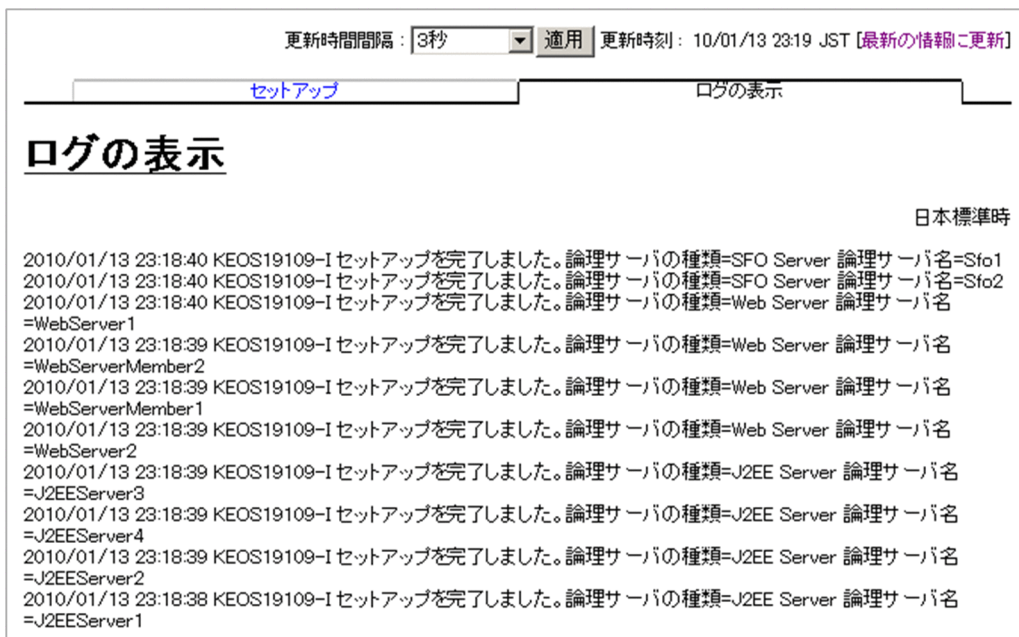 更新時間間隔：3秒 適用 更新時刻： 10/01/13 23:19 JST [最新の情報に更新]
セットアップ ログの表示
ログの表示
日本標準時
2010/01/13 23:18:40 KEOS19109-I セットアップを完了しました。論理サーバの種類=SFO Server 論理サーバ名=Sfo1
2010/01/13 23:18:40 KEOS19109-I セットアップを完了しました。論理サーバの種類=SFO Server 論理サーバ名=Sfo2
2010/01/13 23:18:40 KEOS19109-I セットアップを完了しました。論理サーバの種類=Web Server 論理サーバ名
=WebServer1
2010/01/13 23:18:39 KEOS19109-I セットアップを完了しました。論理サーバの種類=Web Server 論理サーバ名
=WebServerMember2
2010/01/13 23:18:39 KEOS19109-I セットアップを完了しました。論理サーバの種類=Web Server 論理サーバ名
=WebServerMember1
2010/01/13 23:18:39 KEOS19109-I セットアップを完了しました。論理サーバの種類=Web Server 論理サーバ名
=WebServer2
2010/01/13 23:18:39 KEOS19109-I セットアップを完了しました。論理サーバの種類=J2EE Server 論理サーバ名
=J2EEServer3
2010/01/13 23:18:39 KEOS19109-I セットアップを完了しました。論理サーバの種類=J2EE Server 論理サーバ名
=J2EEServer4
2010/01/13 23:18:39 KEOS19109-I セットアップを完了しました。論理サーバの種類=J2EE Server 論理サーバ名
=J2EEServer2
2010/01/13 23:18:38 KEOS19109-I セットアップを完了しました。論理サーバの種類=J2EE Server 論理サーバ名
=J2EEServer1